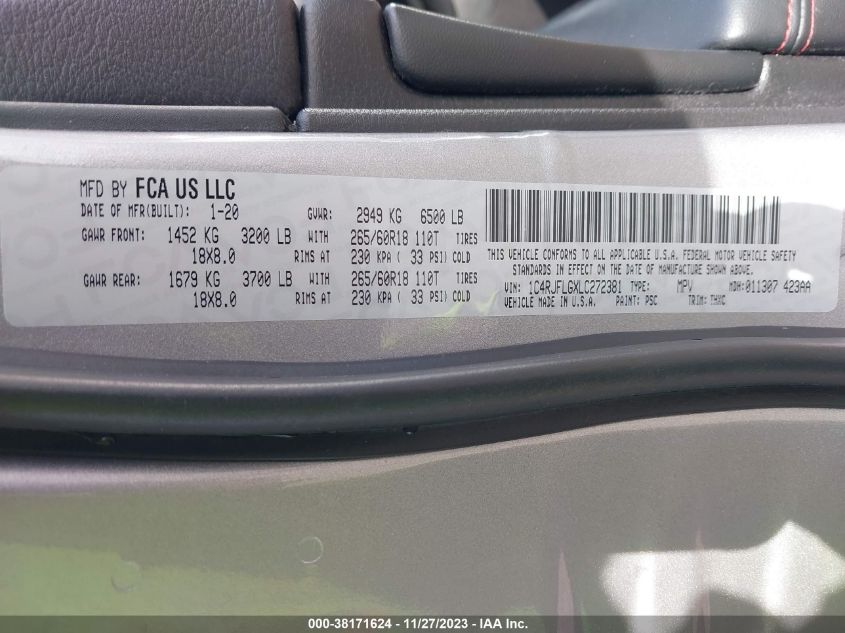 MFD BY FCA US LLC
DATE OF MFR(BUILT): 1-20 GVWR: 2949 KG 6500 LB
GAWR FRONT: 1452 KG 3200 LB WITH 265/60R18 110T TIRES
18X8.0 RIMS AT 230 KPA ( 33 PSI) COLD
GAWR REAR: 1679 KG 3700 LB WITH 265/60R18 110T TIRES
18X8.0 RIMS AT 230 KPA ( 33 PSI) COLD
THIS VEHICLE CONFORMS TO ALL APPLICABLE U.S.A. FEDERAL MOTOR VEHICLE SAFETY
STANDARDS IN EFFECT ON THE DATE OF MANUFACTURE SHOWN ABOVE.
VIN: 1C4RJFLGXLC272381 TYPE: MPV MDH:011307 423AA
VEHICLE MADE IN U.S.A. PAINT: PSC TRIM: THXC
000-38171624 - 11/27/2023 - IAA Inc.